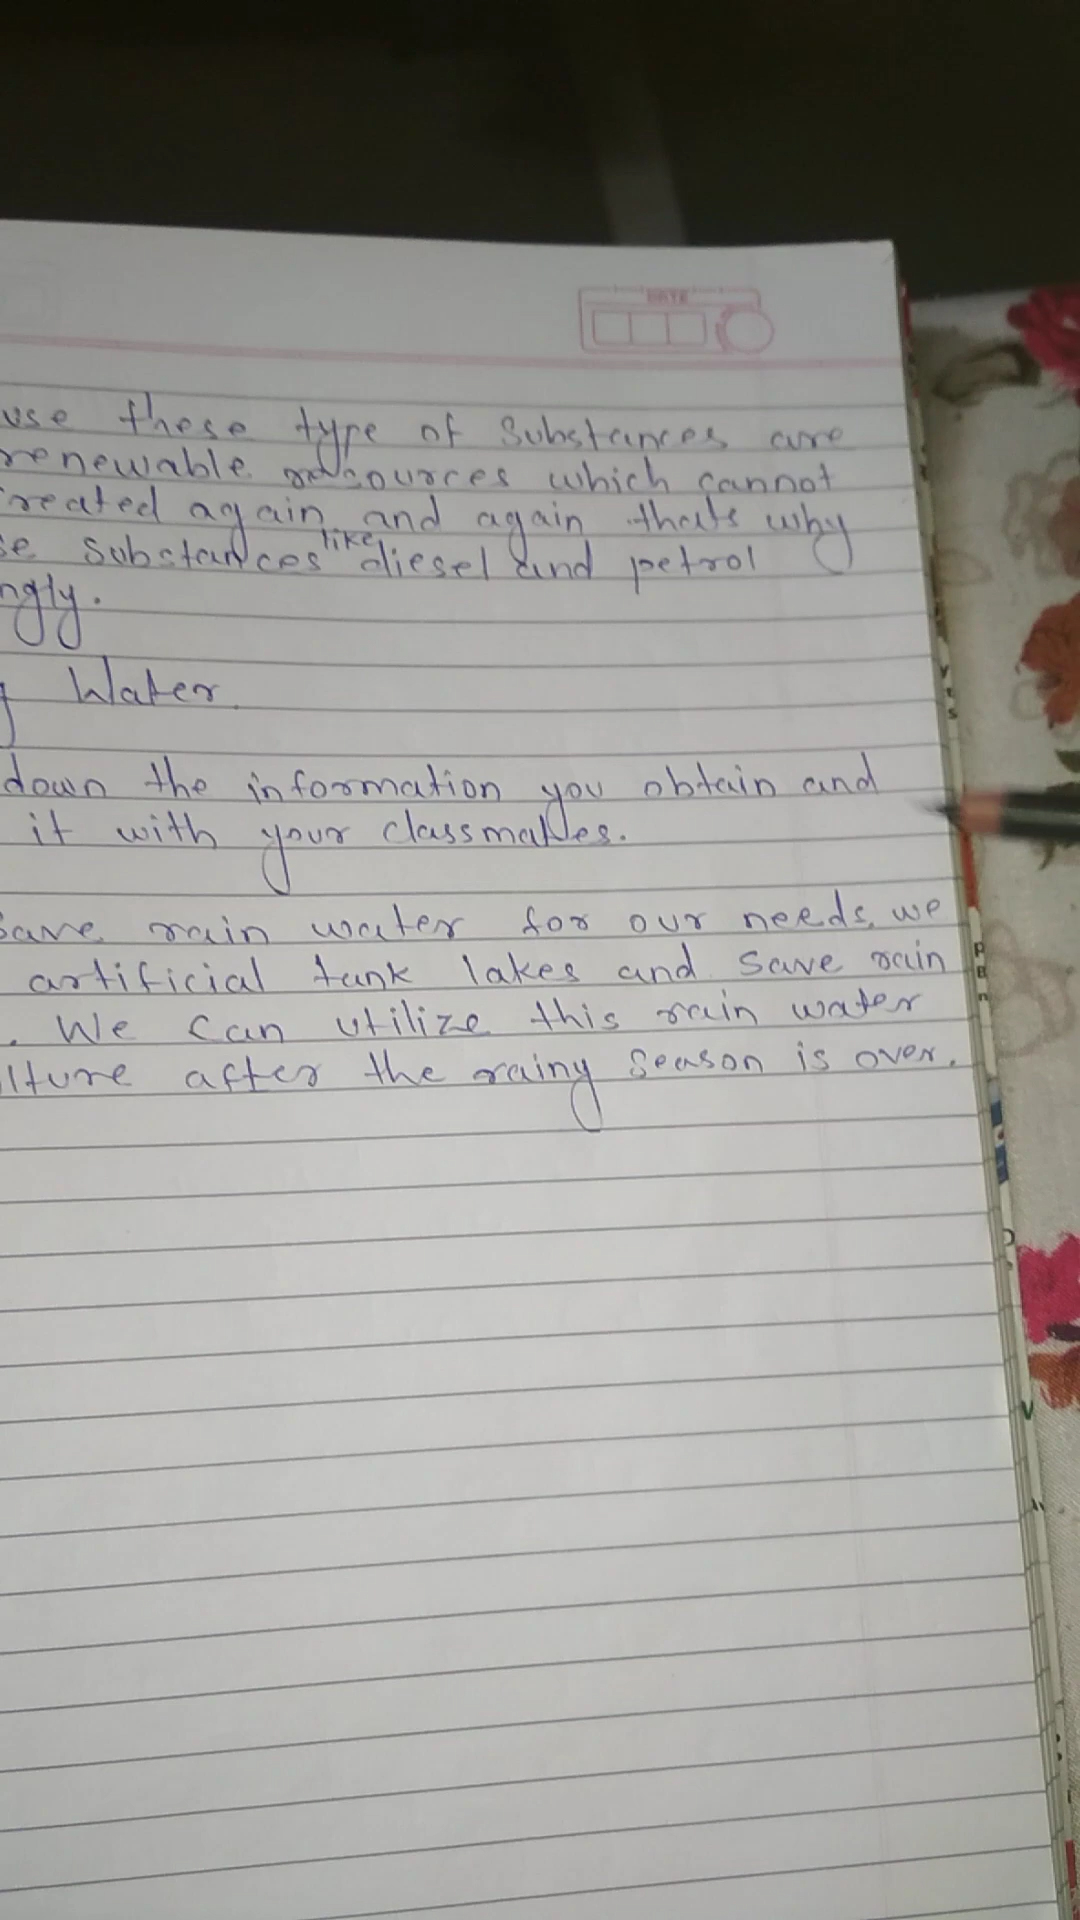 DATE
use these type of Substances are
renewable resources which cannot
reated again and again thats why
se substances like diesel and petrol
ngly.
Water
down the information you obtain and
it with your classmates.
Save rain water for our needs, we
artificial tank lakes and save rain
. We can utilize this rain water
lture after the rainy season is over.